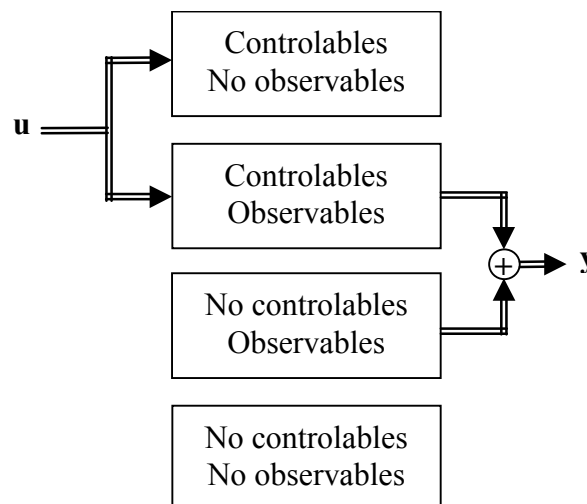 Controlables
No observables
u
Controlables
Observables
+
y
No controlables
Observables
No controlables
No observables